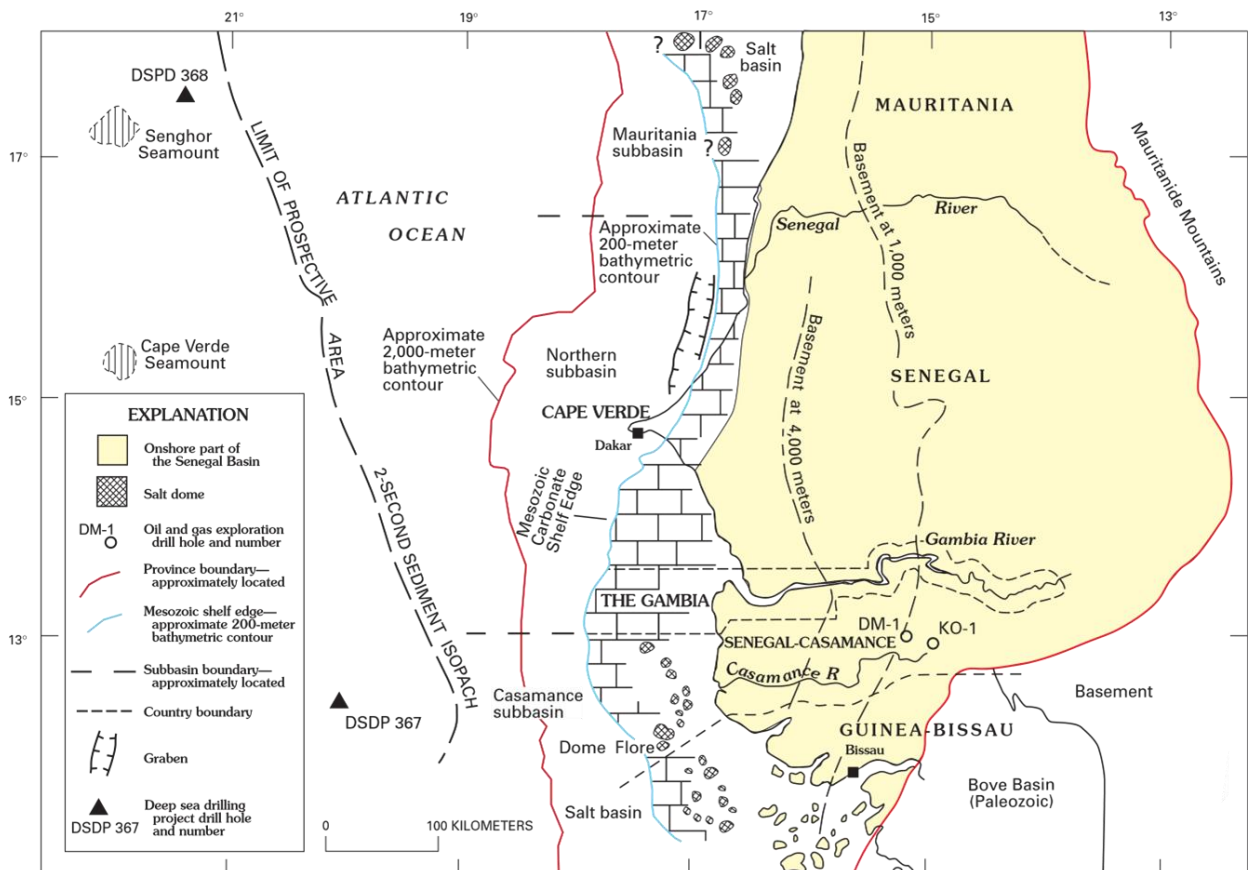 21°
19°
17°
15°
13°
DSPD 368
Senghor
Seamount
17°
LIMIT OF PROSPECTIVE
AREA
2-SECOND SEDIMENT ISOPACH
ATLANTIC
OCEAN
?
Salt
basin
Mauritania
subbasin
?
MAURITANIA
Basement at 1,000 meters
Mauritanide Mountains
Senegal
River
Approximate
200-meter
bathymetric
contour
Cape Verde
Seamount
Approximate
2,000-meter
bathymetric
contour
Northern
subbasin
Basement at 4,000 meters
SENEGAL
15°
CAPE VERDE
Dakar
Mesozoic
Carbonate
Shelf Edge
Gambia River
THE GAMBIA
13°
DM-1
KO-1
SENEGAL-CASAMANCE
Casamance R
Casamance
subbasin
DSDP 367
Dome Flore
GUINEA-BISSAU
Bissau
Basement
Salt basin
Bove Basin
(Paleozoic)
EXPLANATION
Onshore part of
the Senegal Basin
Salt dome
DM-1
Oil and gas exploration
drill hole and number
Province boundary—
approximately located
Mesozoic shelf edge—
approximate 200-meter
bathymetric contour
Subbasin boundary—
approximately located
Country boundary
Graben
DSDP 367
Deep sea drilling
project drill hole
and number
0
100 KILOMETERS
21°
19°
17°
15°